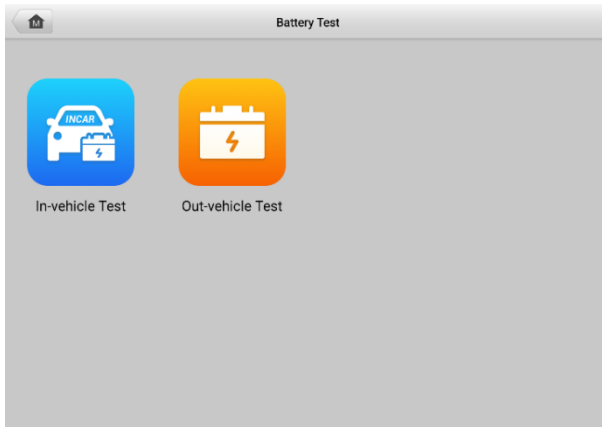 M
Battery Test
INCAR
In-vehicle Test
Out-vehicle Test